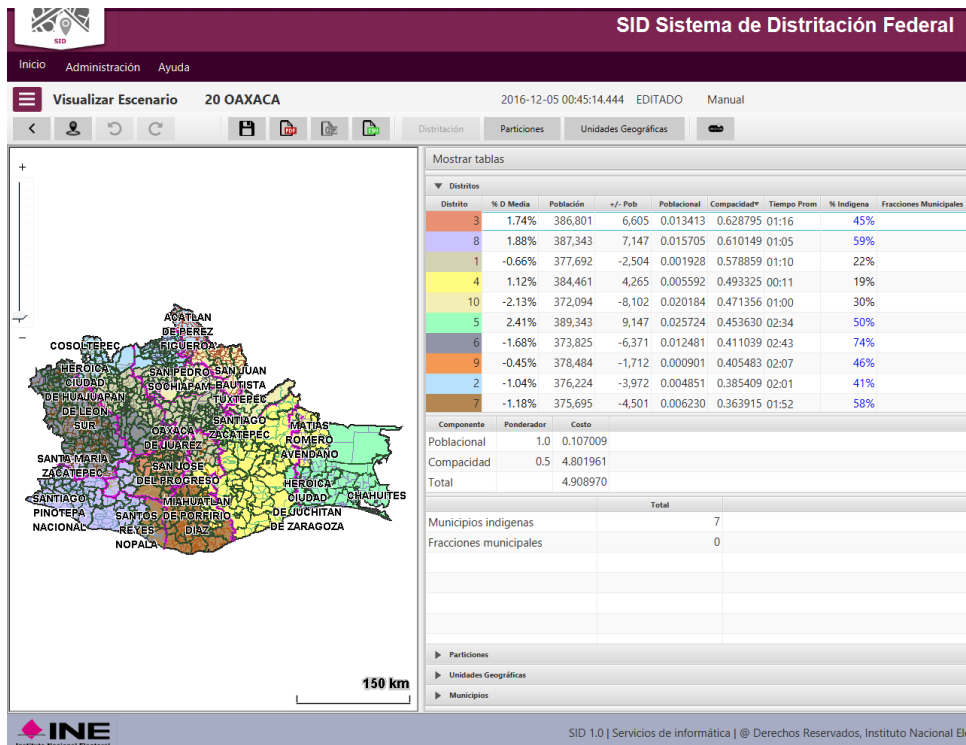 SID
SID Sistema de Distritación Federal
Inicio Administración Ayuda
Visualizar Escenario 20 OAXACA 2016-12-05 00:45:14.444 EDITADO Manual
Distritación Particiones Unidades Geográficas
Mostrar tablas
Distritos
Distrito % D Media Población +/- Pob Poblacional Compacidad Tiempo Prom % Indigena Fracciones Municipales
3 1.74% 386,801 6,605 0.013413 0.628795 01:16 45%
8 1.88% 387,343 7,147 0.015705 0.610149 01:05 59%
1 -0.66% 377,692 -2,504 0.001928 0.578859 01:10 22%
4 1.12% 384,461 4,265 0.005592 0.493325 00:11 19%
10 -2.13% 372,094 -8,102 0.020184 0.471356 01:00 30%
5 2.41% 389,343 9,147 0.025724 0.453630 02:34 50%
6 -1.68% 373,825 -6,371 0.012481 0.411039 02:43 74%
9 -0.45% 378,484 -1,712 0.000901 0.405483 02:07 46%
2 -1.04% 376,224 -3,972 0.004851 0.385409 02:01 41%
7 -1.18% 375,695 -4,501 0.006230 0.363915 01:52 58%
Componente Ponderador Costo
Poblacional 1.0 0.107009
Compacidad 0.5 4.801961
Total 4.908970
Total
Municipios indigenas 7
Fracciones municipales 0
Particiones
Unidades Geográficas
Municipios
+
−
ACATLAN
DE PEREZ
FIGUEROA
COSOLTEPEC
HEROICA
CIUDAD
DE HUAJUAPAN
DE LEON
SUR
SAN PEDRO
SOCHIAPAM
SAN JUAN
BAUTISTA
TUXTEPEC
SANTIAGO
ZACATEPEC
MATIAS
ROMERO
AVENDANO
OAXACA
DE JUAREZ
SANTA MARIA
ZACATEPEC
SAN JOSE
DEL PROGRESO
HEROICA
CIUDAD
DE JUCHITAN
DE ZARAGOZA
CHAHUITES
SANTIAGO
PINOTEPA
NACIONAL
MIAHUATLAN
DE PORFIRIO
DIAZ
SANTOS
REYES
NOPALA
150 km
INE
Instituto Nacional Electoral
SID 1.0 | Servicios de informática | @ Derechos Reservados, Instituto Nacional Ele